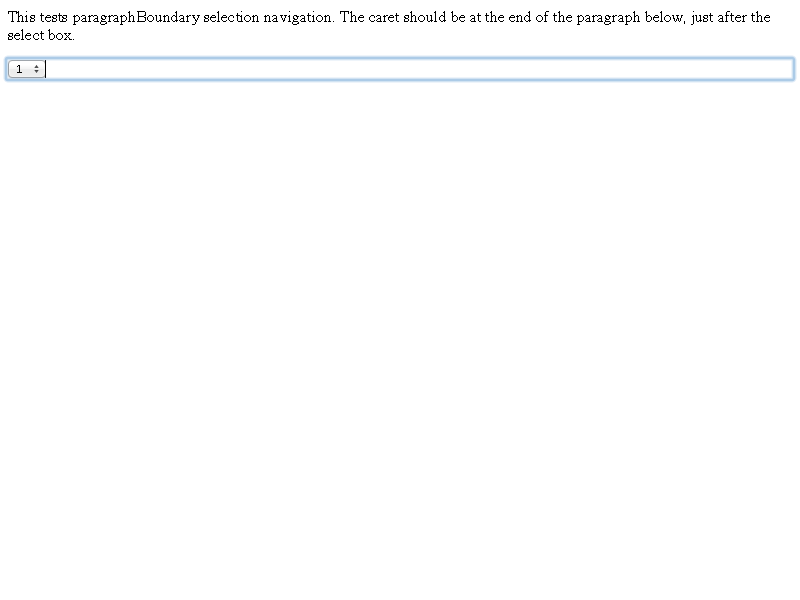 This tests paragraphBoundary selection navigation. The caret should be at the end of the paragraph below, just after the
select box.
1